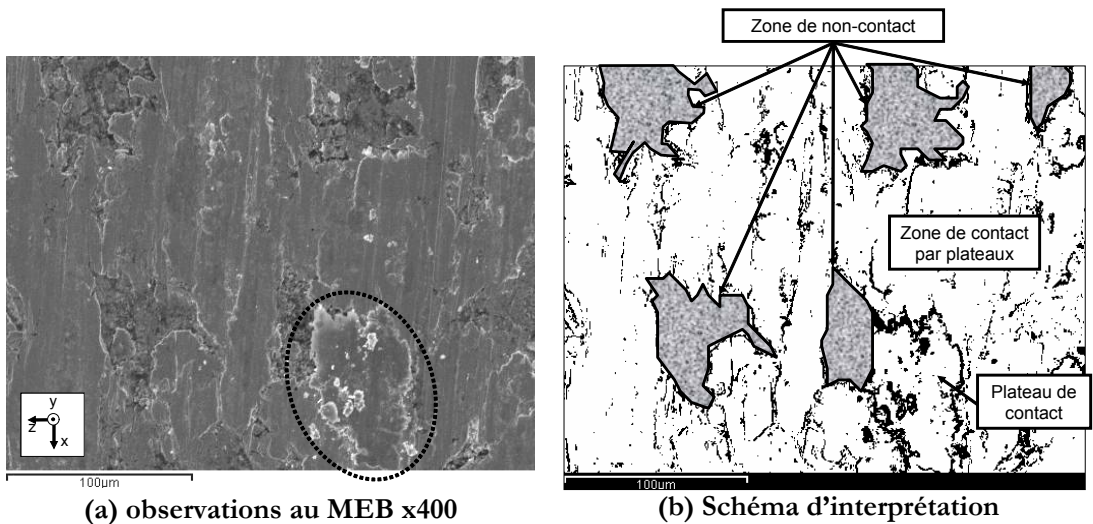 Zone de non-contact
Zone de contact
par plateaux
Plateau de
contact
y
z
x
100µm
100µm
(a) observations au MEB x400
(b) Schéma d'interprétation